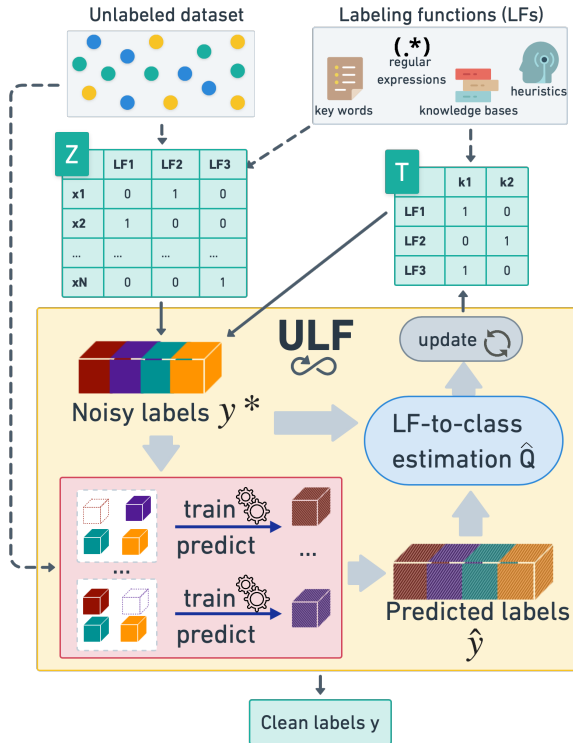 Unlabeled dataset
Labeling functions (LFs)
(.*)
regular
expressions
key words
knowledge bases
heuristics
Z
LF1 LF2 LF3
x1 0 1 0
x2 1 0 0
... ... ... ...
xN 0 0 1
T
k1 k2
LF1 1 0
LF2 0 1
LF3 1 0
ULF
update
Noisy labels y *
LF-to-class
estimation Q̂
train
predict
...
...
train
predict
Predicted labels
ŷ
Clean labels y